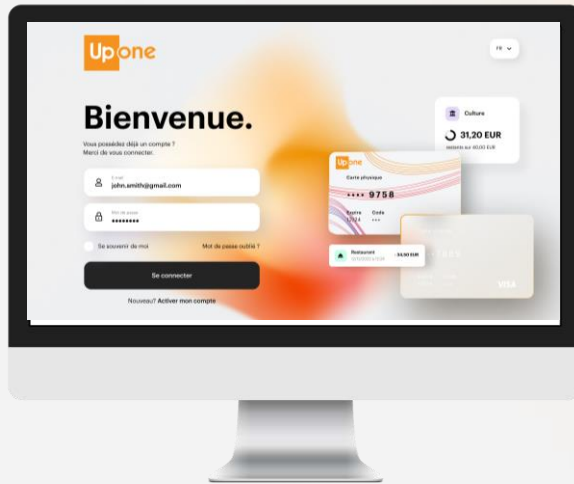 Upone
FR
Bienvenue.
Vous possédez déjà un compte ?
Merci de vous connecter.
E-mail
john.smith@gmail.com
Mot de passe
••••••••
Se souvenir de moi
Mot de passe oublié ?
Se connecter
Nouveau? Activer mon compte
Culture
31,20 EUR
Upone
Carte physique
•••• 9758
Expire
Code
•••
Restaurant
-34,50 EUR
VISA